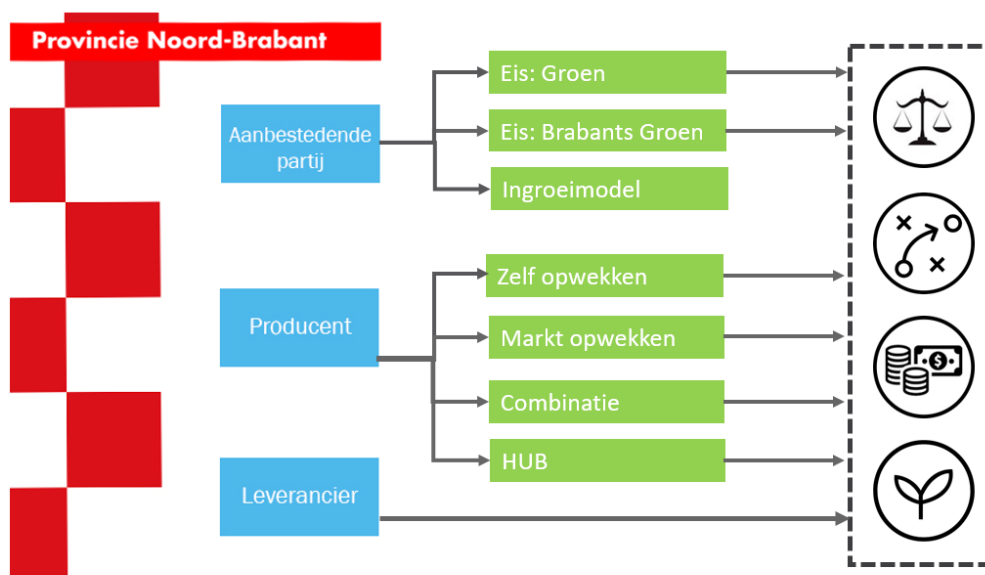 Provincie Noord-Brabant
Aanbestedende
partij
Eis: Groen
Eis: Brabants Groen
Ingroeimodel
Producent
Zelf opwekken
Markt opwekken
Combinatie
HUB
Leverancier
$